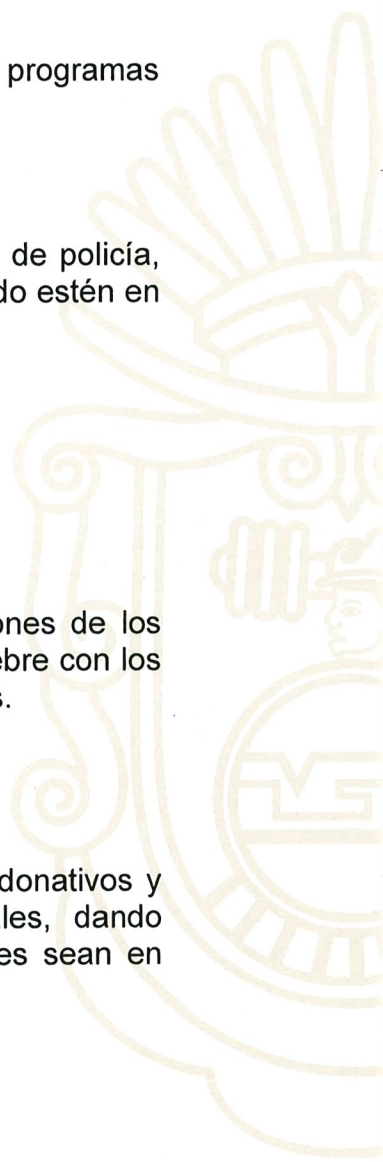 programas
de policía,
do estén en
ones de los
ebre con los
s.
donativos y
les, dando
es sean en